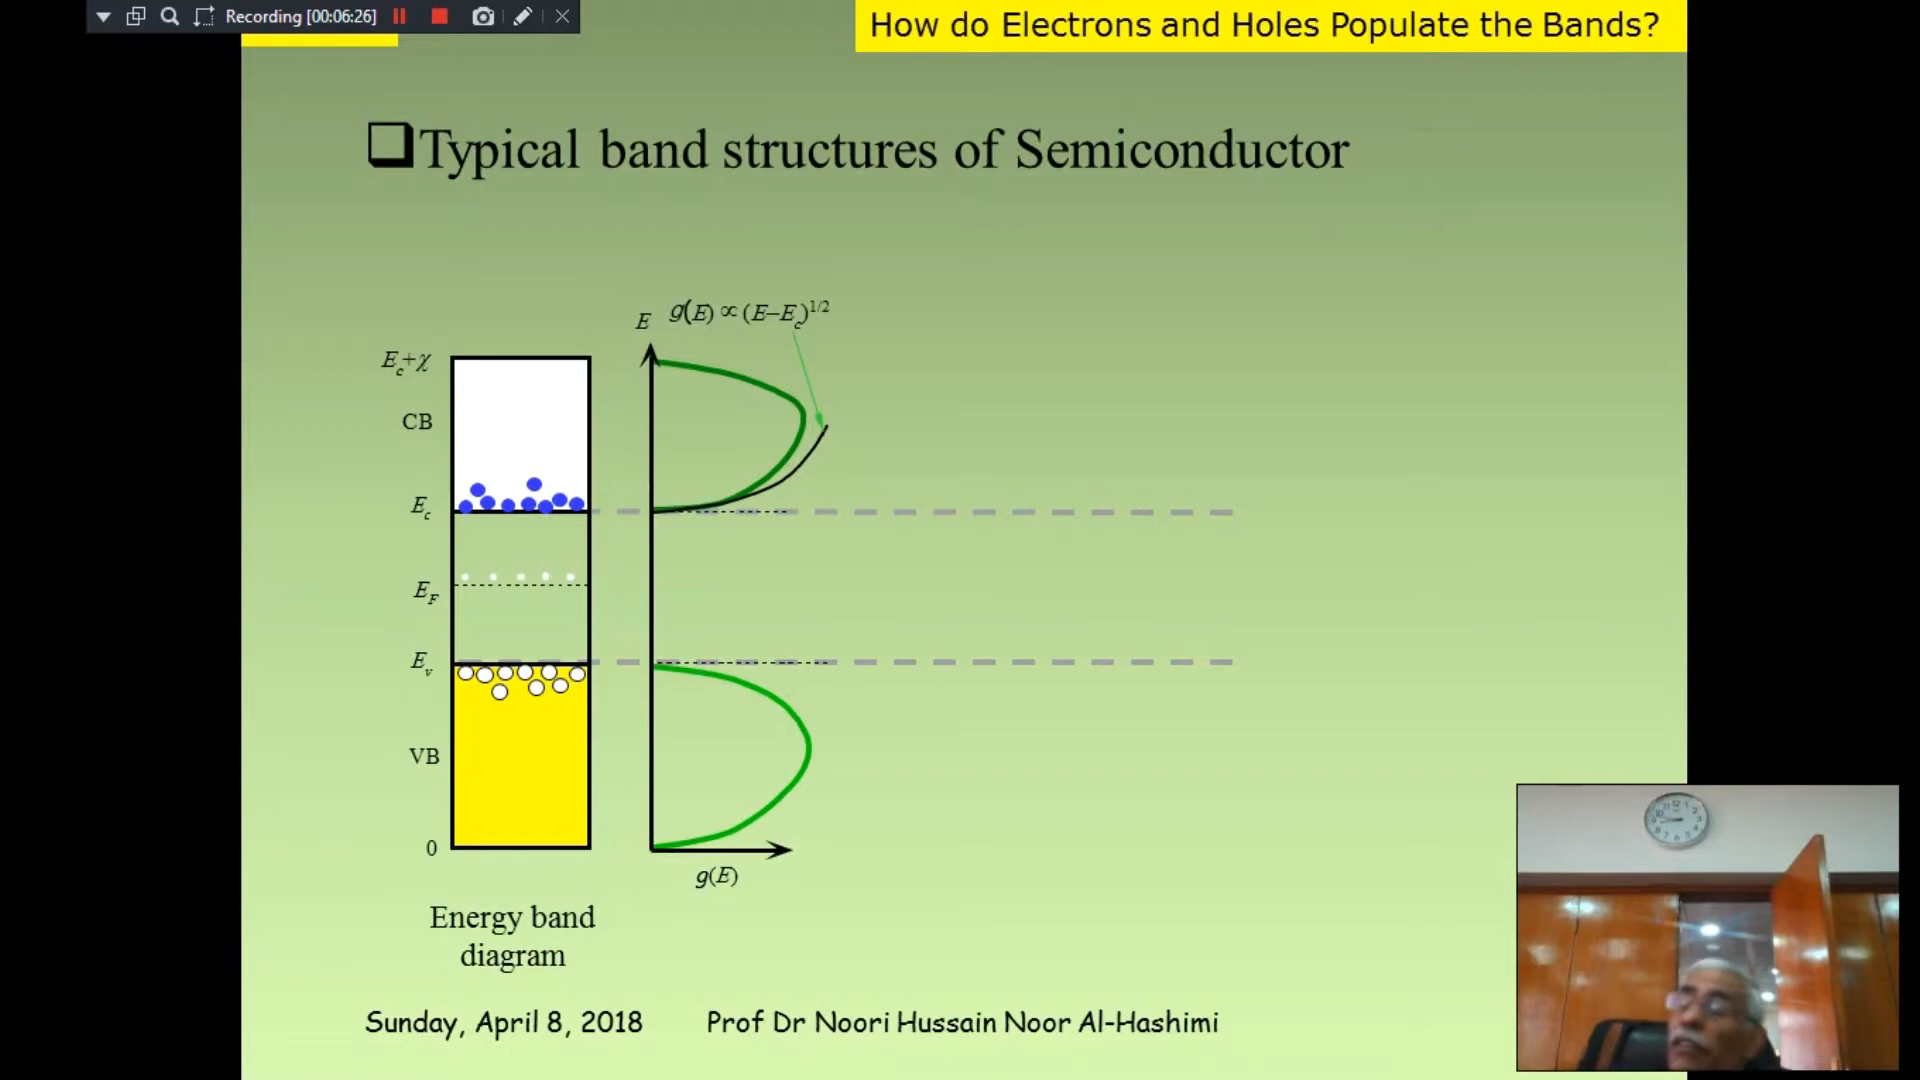 Recording [00:06:26]
How do Electrons and Holes Populate the Bands?
❑Typical band structures of Semiconductor
E g(E) ∝ (E–Ec)1/2
Ec+χ
CB
Ec
EF
Ev
VB
0
g(E)
Energy band
diagram
Sunday, April 8, 2018 Prof Dr Noori Hussain Noor Al-Hashimi